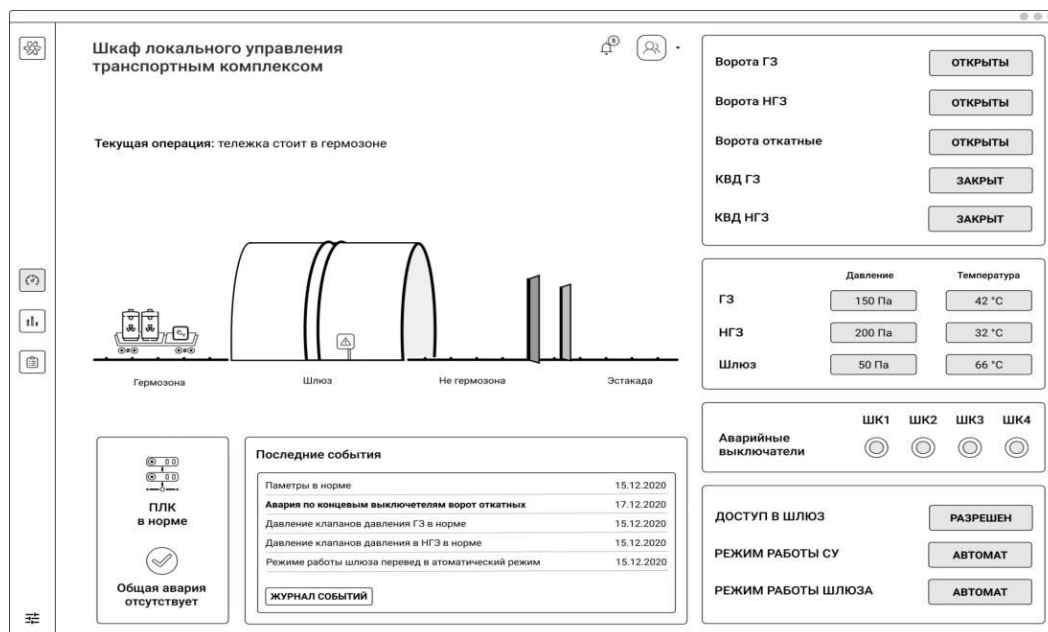 Шкаф локального управления
транспортным комплексом
5
Текущая операция: тележка стоит в гермозоне
Гермозона
Шлюз
Не гермозона
Эстакада
ПЛК
в норме
Общая авария
отсутствует
Последние события
Паметры в норме 15.12.2020
Авария по концевым выключетелям ворот откатных 17.12.2020
Давление клапанов давления ГЗ в норме 15.12.2020
Давление клапанов давления в НГЗ в норме 15.12.2020
Режиме работы шлюза перевед в атоматический режим 15.12.2020
ЖУРНАЛ СОБЫТИЙ
Ворота ГЗ ОТКРЫТЫ
Ворота НГЗ ОТКРЫТЫ
Ворота откатные ОТКРЫТЫ
КВД ГЗ ЗАКРЫТ
КВД НГЗ ЗАКРЫТ
Давление Температура
ГЗ 150 Па 42 °C
НГЗ 200 Па 32 °C
Шлюз 50 Па 66 °C
ШК1 ШК2 ШК3 ШК4
Аварийные
выключатели
ДОСТУП В ШЛЮЗ РАЗРЕШЕН
РЕЖИМ РАБОТЫ СУ АВТОМАТ
РЕЖИМ РАБОТЫ ШЛЮЗА АВТОМАТ